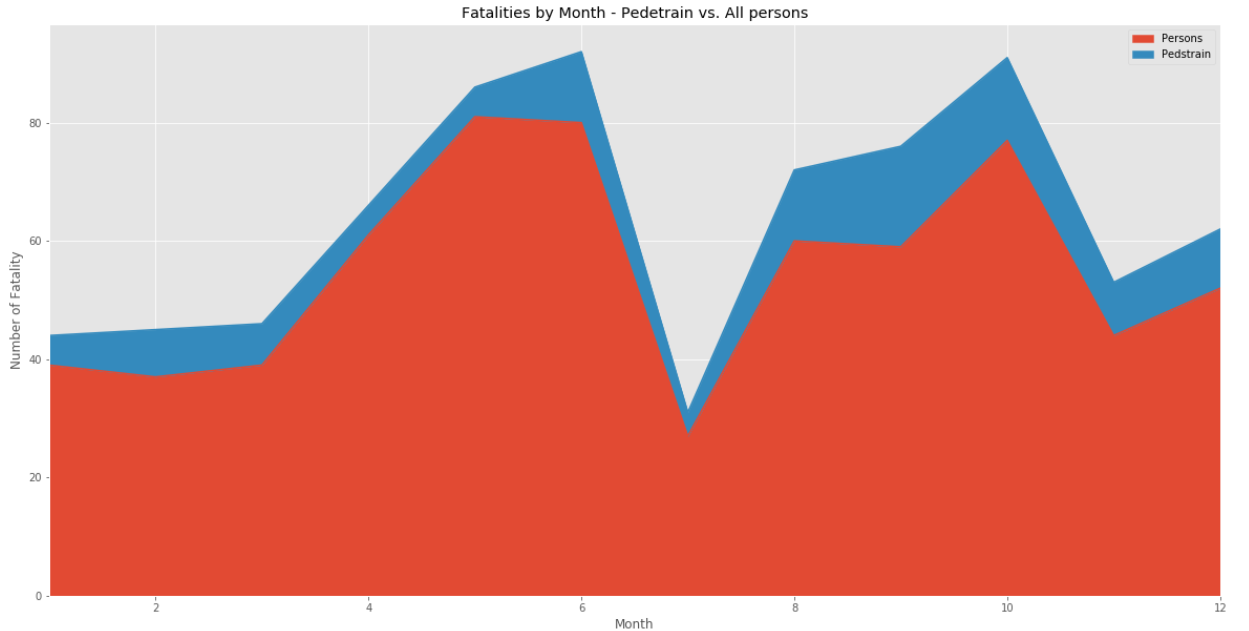 Fatalities by Month - Pedetrain vs. All persons
Persons
Pedstrain
80
60
40
20
0
Number of Fatality
2
4
6
8
10
12
Month